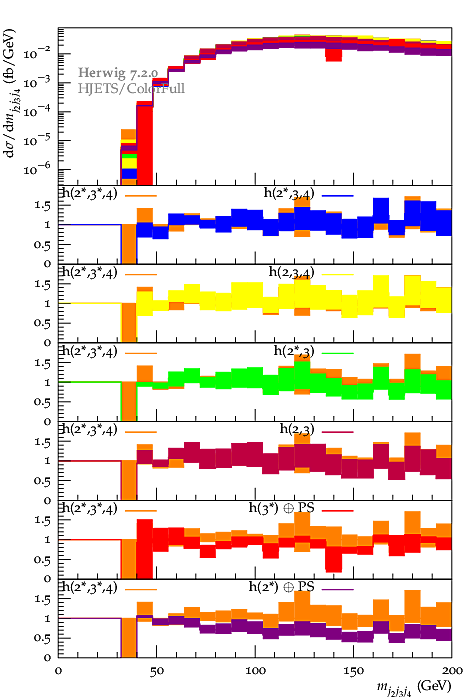 dσ/dm_{j₂j₃j₄} (fb/GeV)
10⁻²
10⁻³
10⁻⁴
10⁻⁵
10⁻⁶
Herwig 7.2.0
HJETS/ColorFull
h(2*,3*,4) h(2*,3,4)
1.5
1
0.5
0
h(2*,3*,4) h(2,3,4)
1.5
1
0.5
0
h(2*,3*,4) h(2*,3)
1.5
1
0.5
0
h(2*,3*,4) h(2,3)
1.5
1
0.5
0
h(2*,3*,4) h(3*) ⊕ PS
1.5
1
0.5
0
h(2*,3*,4) h(2*) ⊕ PS
1.5
1
0.5
0
0 50 100 150 200
m_{j₂j₃j₄} (GeV)